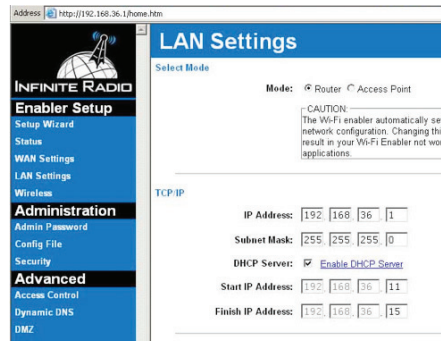 Address http://192.168.36.1/home.htm
INFINITE RADIO
Enabler Setup
Setup Wizard
Status
WAN Settings
LAN Settings
Wireless
Administration
Admin Password
Config File
Security
Advanced
Access Control
Dynamic DNS
DMZ
LAN Settings
Select Mode
Mode: Router Access Point
CAUTION:
The Wi-Fi enabler automatically se
network configuration. Changing thi
result in your Wi-Fi Enabler not wor
applications.
TCP/IP
IP Address: 192. 168. 36. 1
Subnet Mask: 255. 255. 255. 0
DHCP Server: Enable DHCP Server
Start IP Address: 192. 168. 36. 11
Finish IP Address: 192. 168. 36. 15